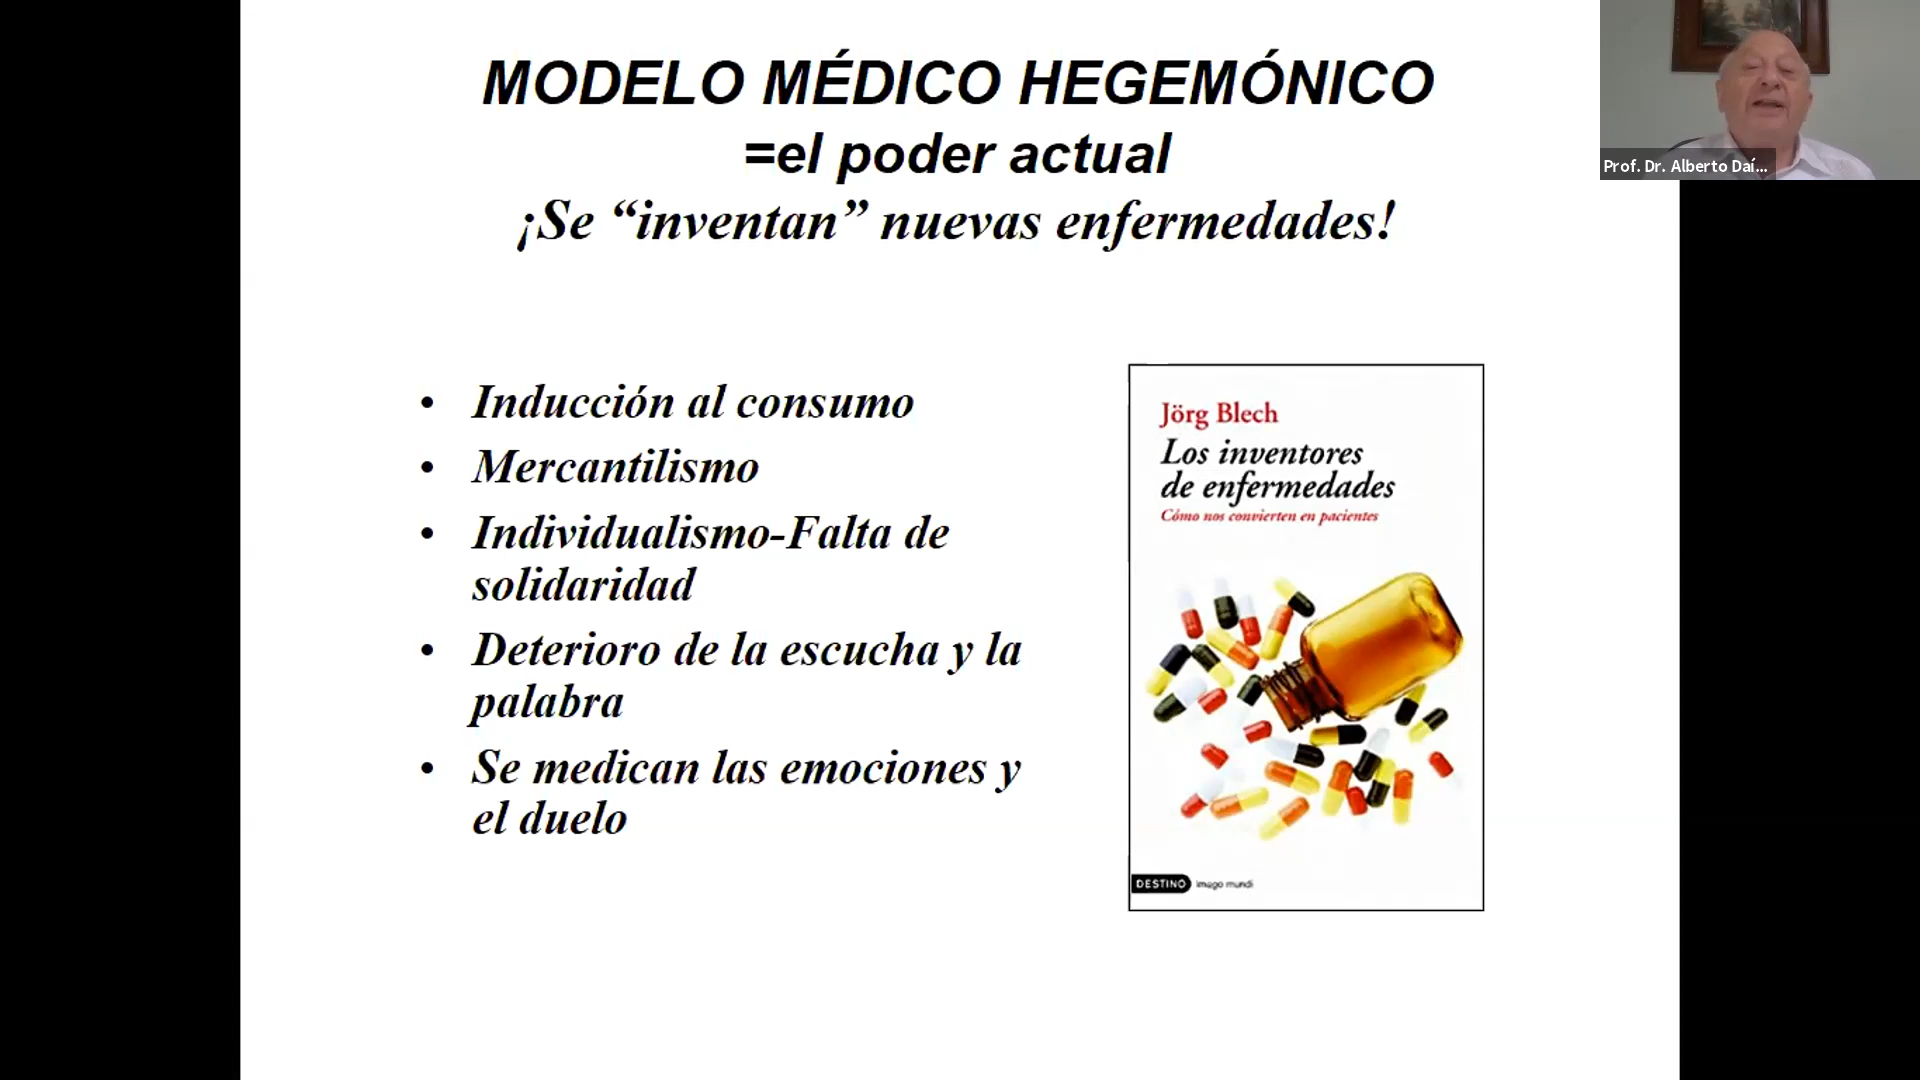 MODELO MÉDICO HEGEMÓNICO
=el poder actual
¡Se “inventan” nuevas enfermedades!
• Inducción al consumo
• Mercantilismo
• Individualismo-Falta de
solidaridad
• Deterioro de la escucha y la
palabra
• Se medican las emociones y
el duelo
Jörg Blech
Los inventores
de enfermedades
Cómo nos convierten en pacientes
DESTINO imago mundi
Prof. Dr. Alberto Daí...